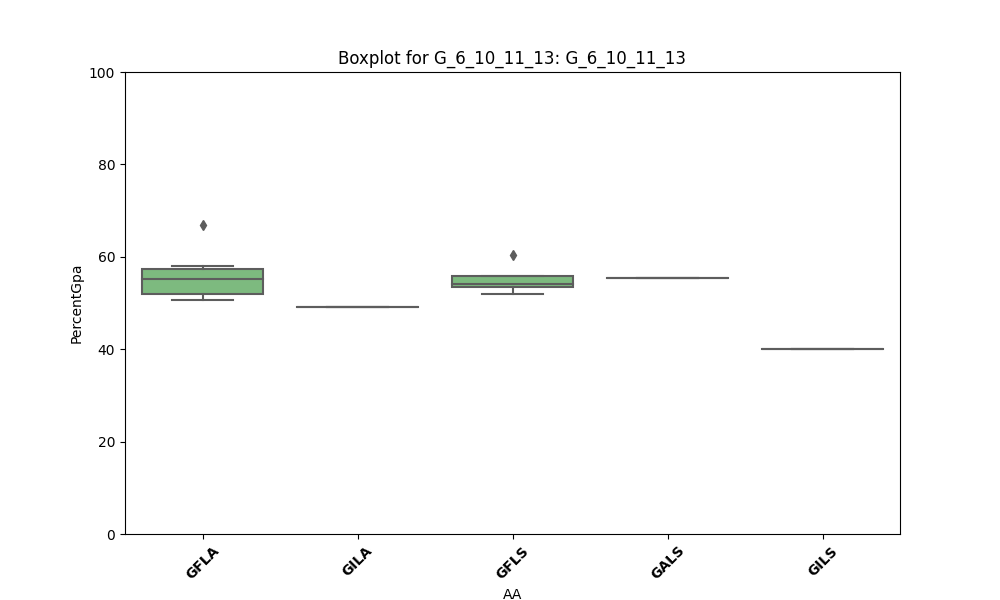 Boxplot for G_6_10_11_13: G_6_10_11_13
100
80
60
40
20
0
PercentGpa
GFLA
GILA
GFLS
GALS
GILS
AA